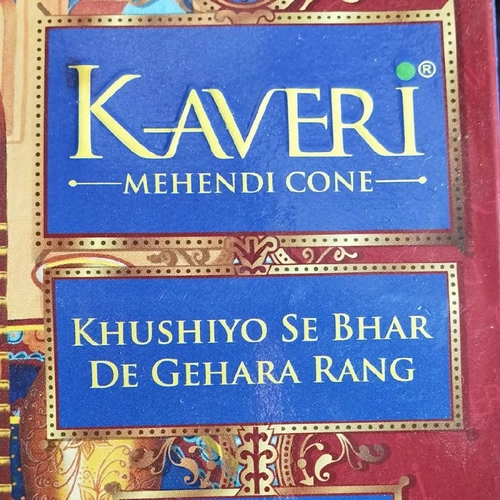 KAVERi®
MEHENDI CONE
KHUSHIYO SE BHAR
DE GEHARA RANG